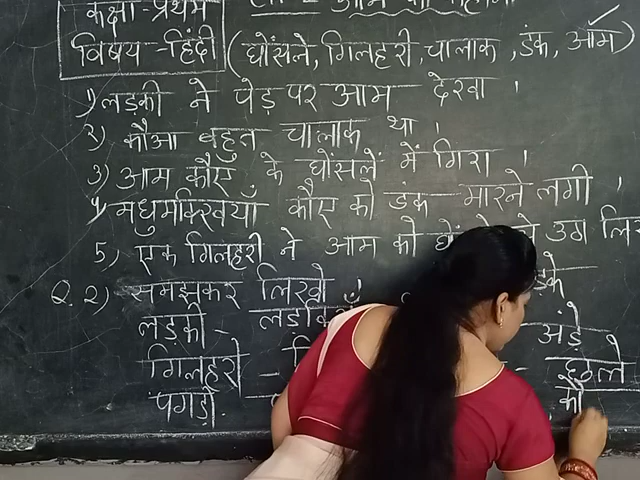 कक्षा-प्रथम
विषय-हिंदी (घोंसले, गिलहरी, चालाक, डंक, आम)
1) लड़की ने पेड़ पर आम देखा।
2) कौआ बहुत चालाक था।
3) आम कौए के घोंसलें में गिरा।
4) मधुमक्खियाँ कौए को डंक मारने लगी।
5) एक गिलहरी ने आम को उठा
Q.2) समझकर लिखो
लड़की - अंडे
गिलहरी -
पगड़ी